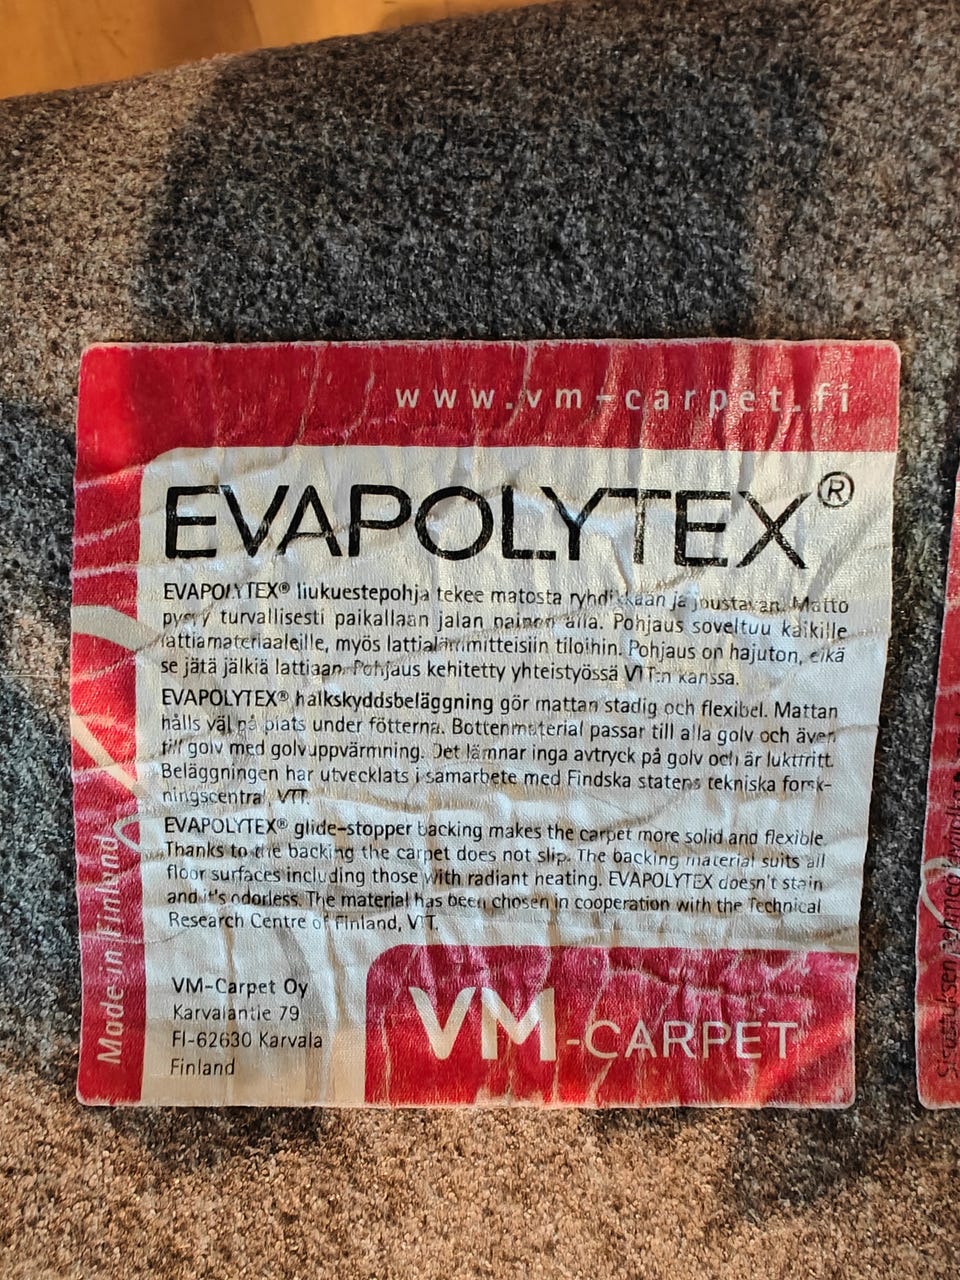 www.vm-carpet.fi
EVAPOLYTEX®
EVAPOLYTEX® liukuestepohja tekee matosta ryhdikkään ja joustavan. Matto
pysyy turvallisesti paikallaan jalan painon alla. Pohjaus soveltuu kaikille
lattiamateriaaleille, myös lattialämmitteisiin tiloihin. Pohjaus on hajuton, eikä
se jätä jälkiä lattiaan. Pohjaus kehitetty yhteistyössä VTT:n kanssa.
EVAPOLYTEX® halkskyddsbeläggning gör mattan stadig och flexibel. Mattan
hålls väl på plats under fötterna. Bottenmaterial passar till alla golv och även
till golv med golvuppvärmning. Det lämnar inga avtryck på golv och är luktfritt.
Beläggningen har utvecklats i samarbete med Findska statens tekniska forsk-
ningscentral, VTT.
EVAPOLYTEX® glide-stopper backing makes the carpet more solid and flexible.
Thanks to the backing the carpet does not slip. The backing material suits all
floor surfaces including those with radiant heating. EVAPOLYTEX doesn't stain
and it's odorless. The material has been chosen in cooperation with the Technical
Research Centre of Finland, VTT.
Made in Finland
VM-Carpet Oy
Karvalantie 79
FI-62630 Karvala
Finland
VM-CARPET